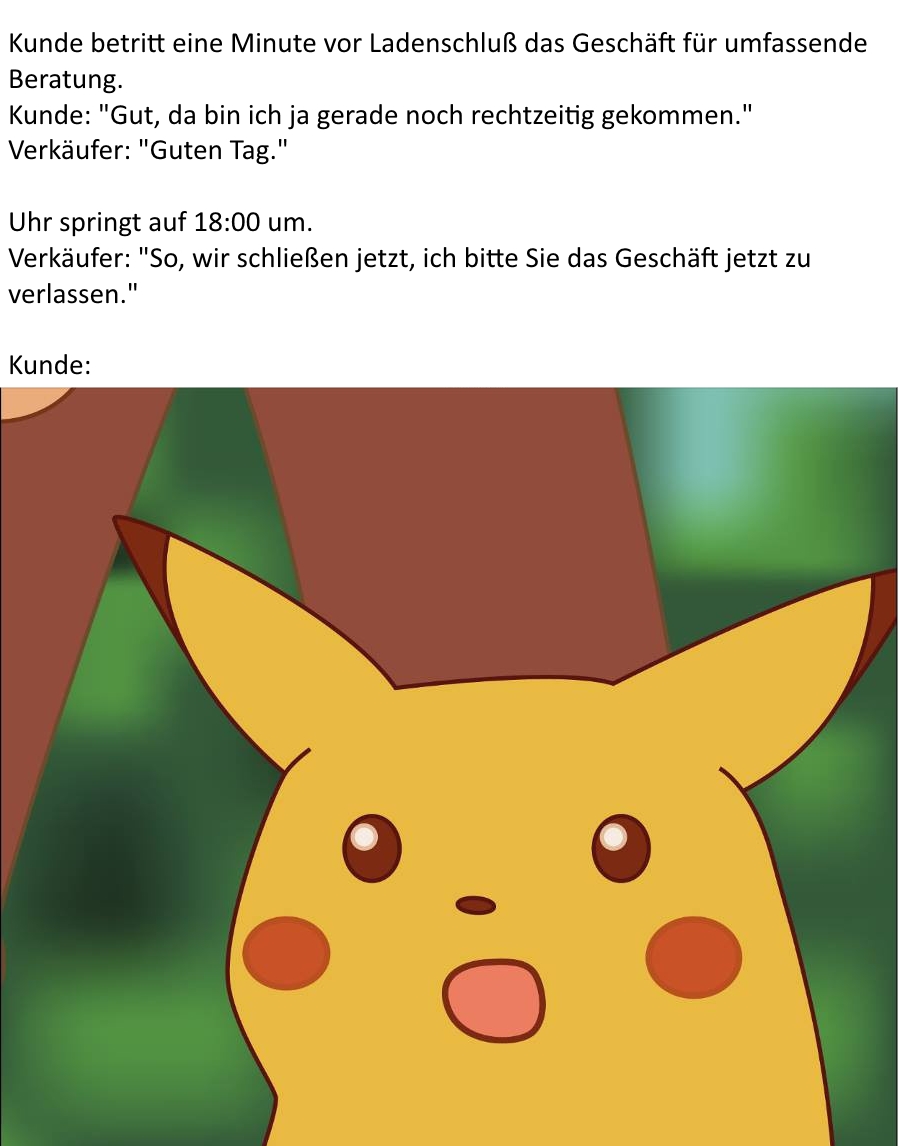 Kunde betritt eine Minute vor Ladenschluß das Geschäft für umfassende
Beratung.
Kunde: "Gut, da bin ich ja gerade noch rechtzeitig gekommen."
Verkäufer: "Guten Tag."
Uhr springt auf 18:00 um.
Verkäufer: "So, wir schließen jetzt, ich bitte Sie das Geschäft jetzt zu
verlassen."
Kunde: